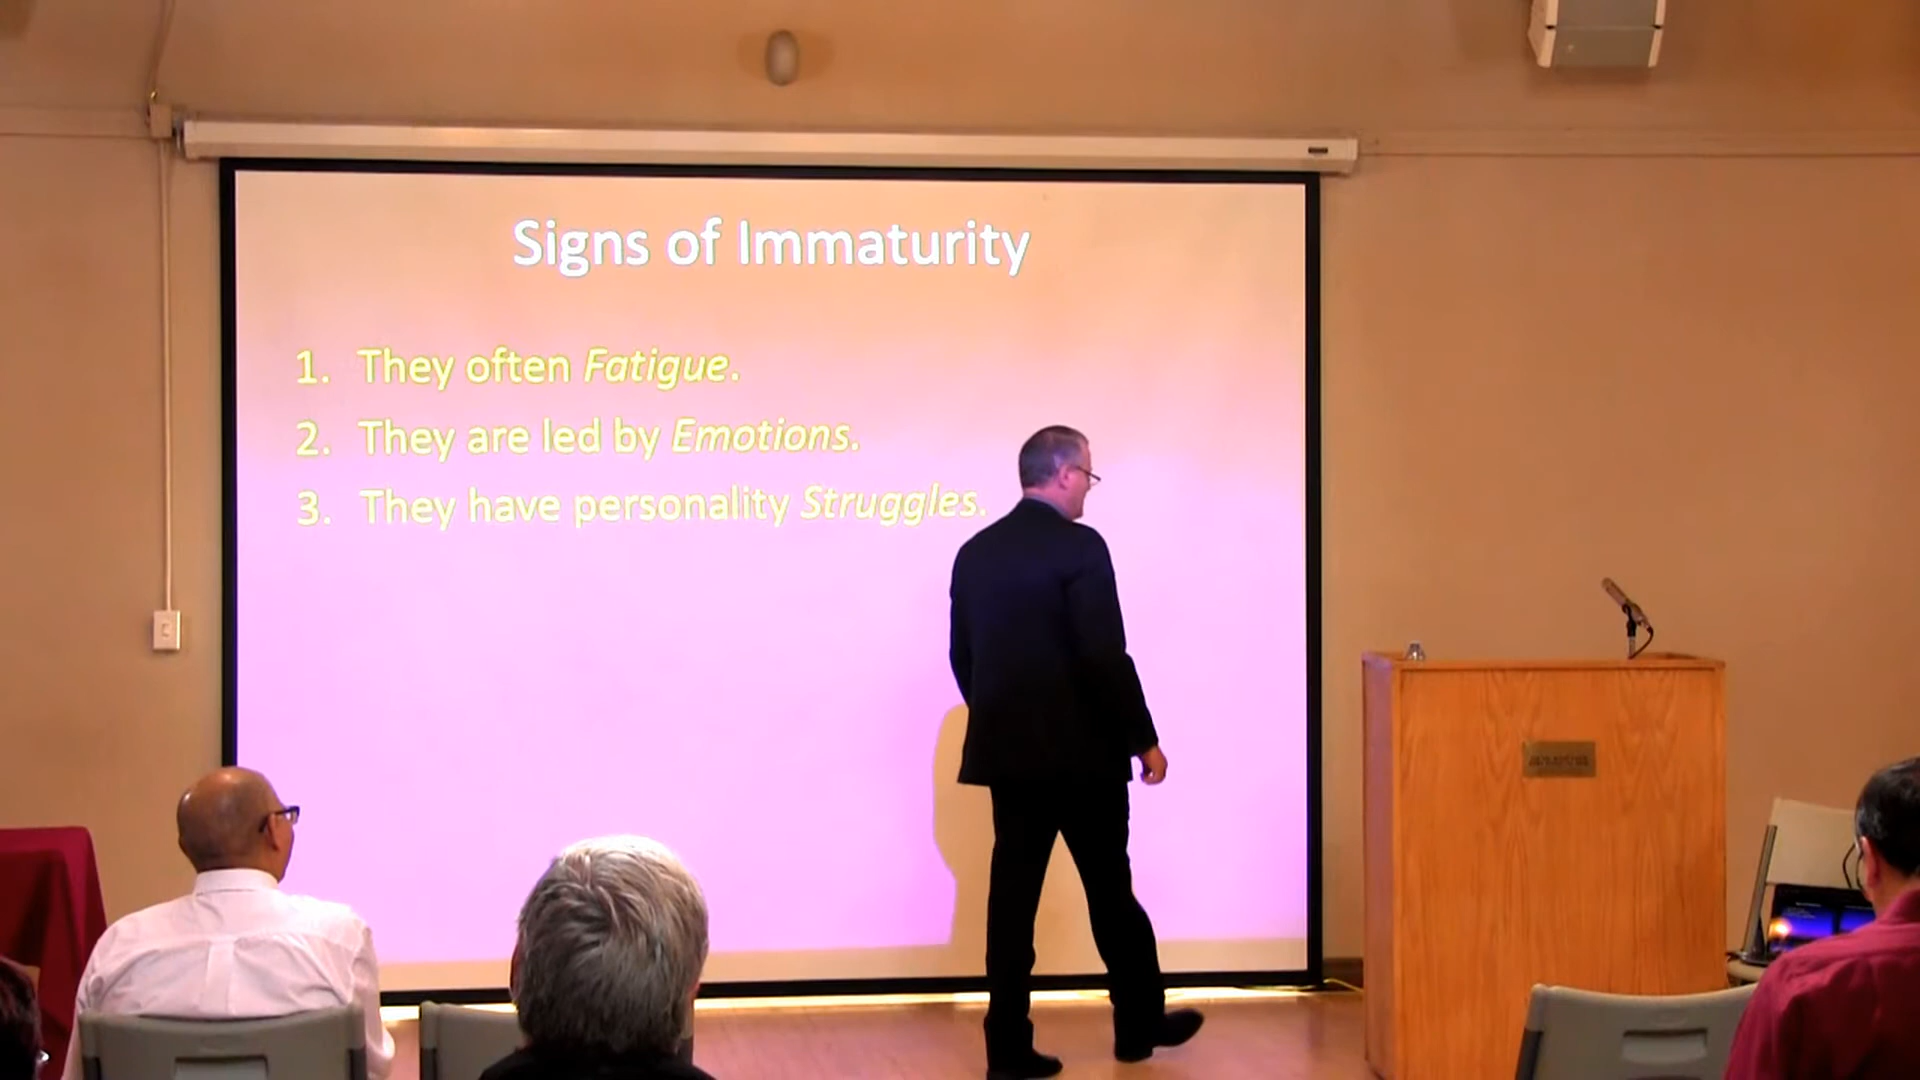 Signs of Immaturity
1. They often Fatigue.
2. They are led by Emotions.
3. They have personality Struggles.